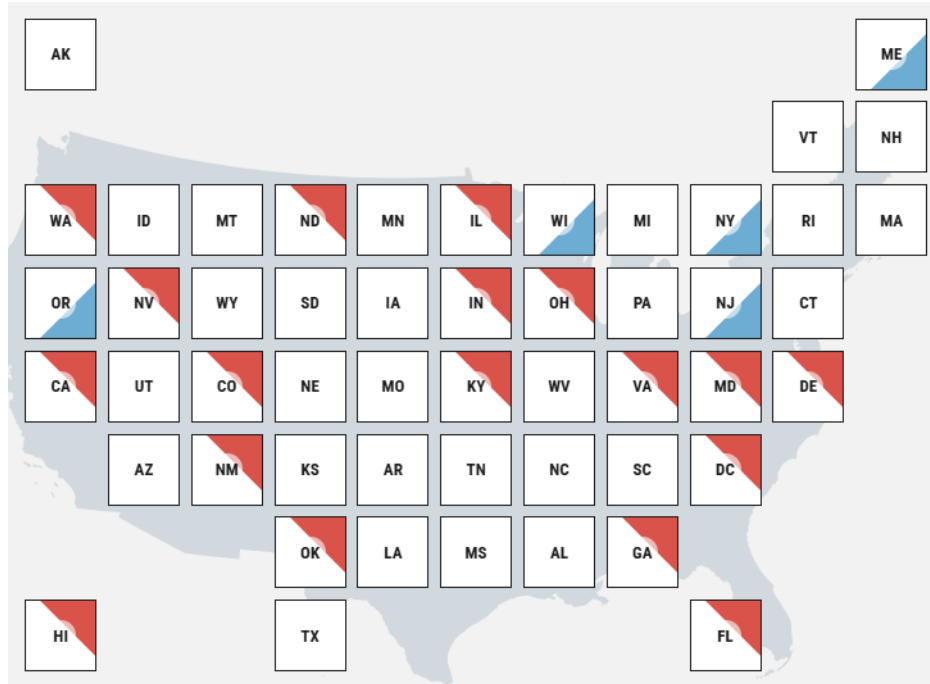 AK ME
VT NH
WA ID MT ND MN IL WI MI NY RI MA
OR NV WY SD IA IN OH PA NJ CT
CA UT CO NE MO KY WV VA MD DE
AZ NM KS AR TN NC SC DC
OK LA MS AL GA
HI TX FL